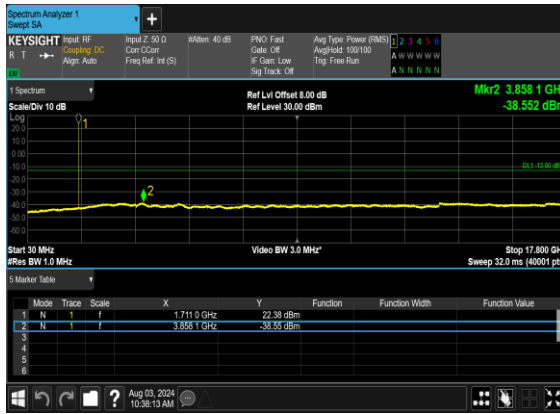 Spectrum Analyzer 1
Swept SA
+
KEYSIGHT Input: RF Input Z: 50 Ω #Atten: 40 dB PNO: Fast Avg Type: Power (RMS) 1 2 3 4 5 6
R T Coupling: DC Corr CCorr Gate: Off Avg|Hold: 100/100 A W W W W W
Align: Auto Freq Ref: Int (S) IF Gain: Low Trig: Free Run
Sig Track: Off A N N N N N
1 Spectrum Ref Lvl Offset 8.00 dB Mkr2 3.858 1 GH
Scale/Div 10 dB Ref Level 30.00 dBm -38.552 dB
Log
20.0
10.0
0.00
-10.0
-20.0
-30.0
-40.0
-50.0
-60.0
1
DL1 -13.00 dB
2
Start 30 MHz Video BW 3.0 MHz* Stop 17.800 GH
#Res BW 1.0 MHz Sweep 32.0 ms (40001 pt
5 Marker Table
Mode Trace Scale X Y Function Function Width Function Value
1 N 1 f 1.711 0 GHz 22.38 dBm
2 N 1 f 3.858 1 GHz -38.55 dBm
3
4
5
6
? Aug 03, 2024
10:38:13 AM